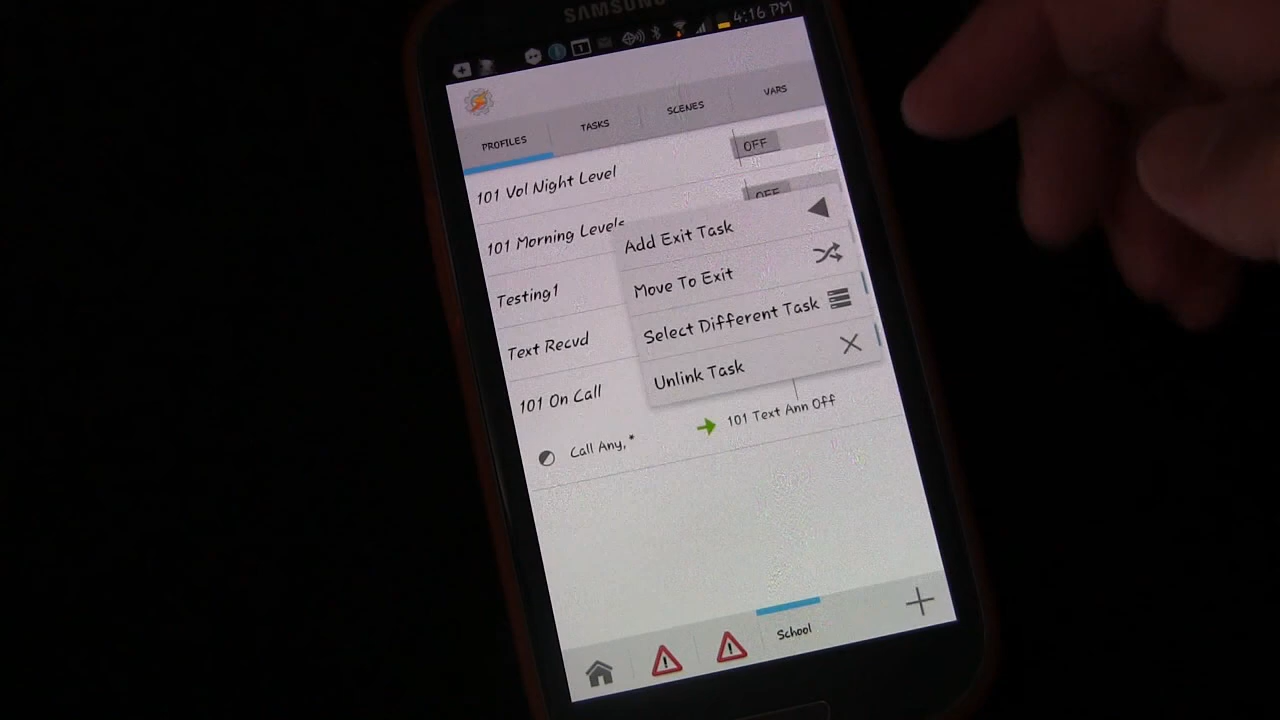 SAMSUNG
4:16 PM
PROFILES TASKS SCENES VARS
101 Vol Night Level OFF
101 Morning Levels OFF
Add Exit Task
Move To Exit
Testing1
Select Different Task
Text Recvd
Unlink Task
101 On Call
Call Any,* 101 Text Ann Off
School